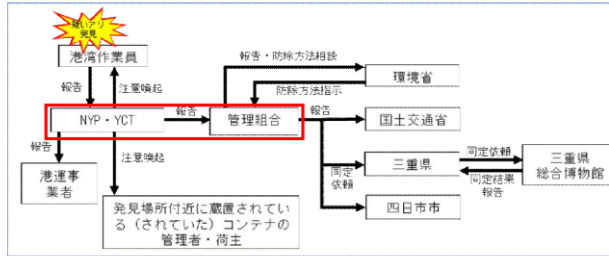 疑いアリ
発見
港湾作業員
報告
注意喚起
報告・防除方法相談
環境省
防除方法指示
NYP・YCT
報告
管理組合
報告
国土交通省
報告
注意喚起
港運事
業者
同定
依頼
三重県
同定依頼
同定結果
報告
三重県
総合博物館
四日市市
発見場所付近に蔵置されてい
る（されていた）コンテナの
管理者・荷主